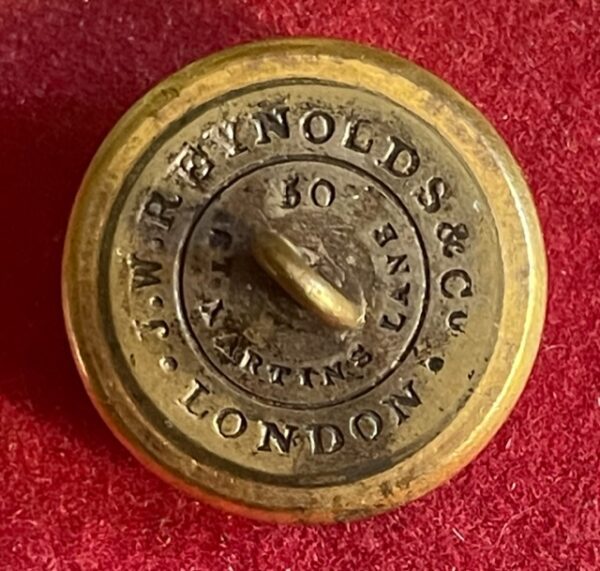 J.W.REYNOLDS & Co.
LONDON
50
ST. MARTINS LANE